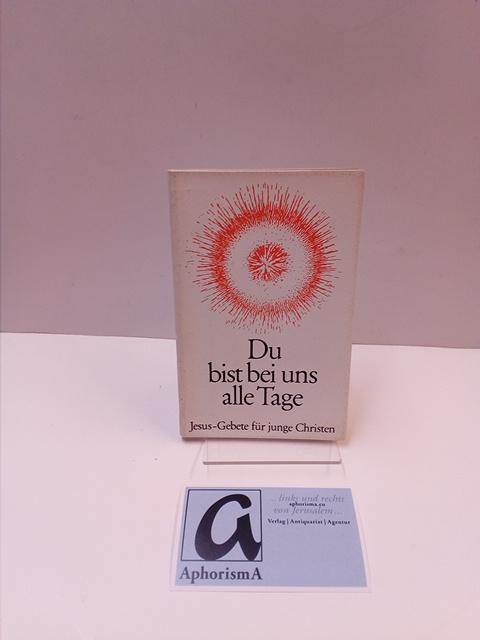 Du
bist bei uns
alle Tage
Jesus-Gebete für junge Christen
...links und rechts
aphorisma.eu
von Jerusalem...
Verlag | Antiquariat | Agentur
a
AphorismA